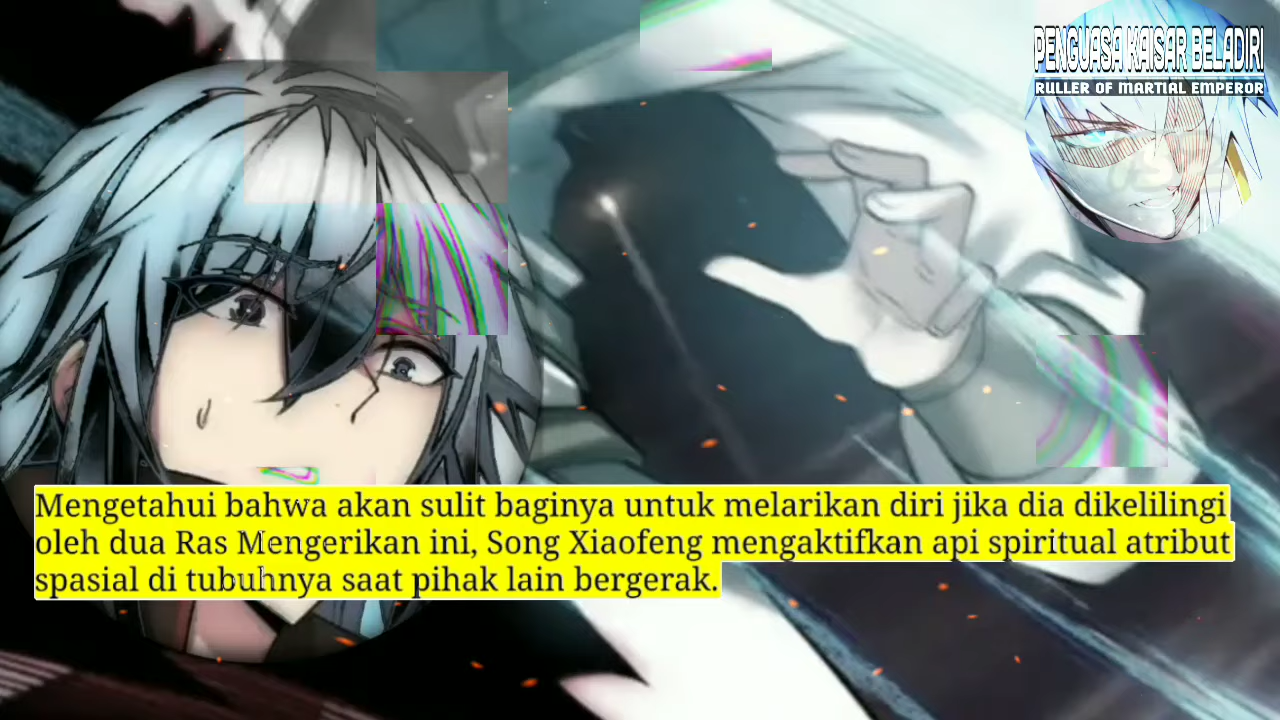 PENGUASA KAISAR BELADIRI
RULLER OF MARTIAL EMPEROR
Mengetahui bahwa akan sulit baginya untuk melarikan diri jika dia dikelilingi
oleh dua Ras Mengerikan ini, Song Xiaofeng mengaktifkan api spiritual atribut
spasial di tubuhnya saat pihak lain bergerak.